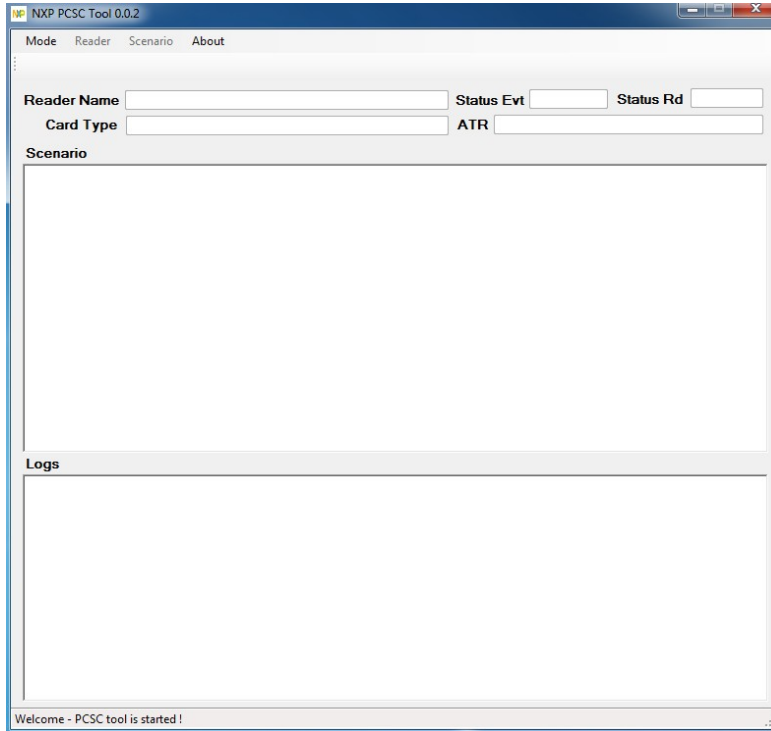 NXP PCSC Tool 0.0.2
Mode Reader Scenario About
Reader Name Status Evt Status Rd
Card Type ATR
Scenario
Logs
Welcome - PCSC tool is started !